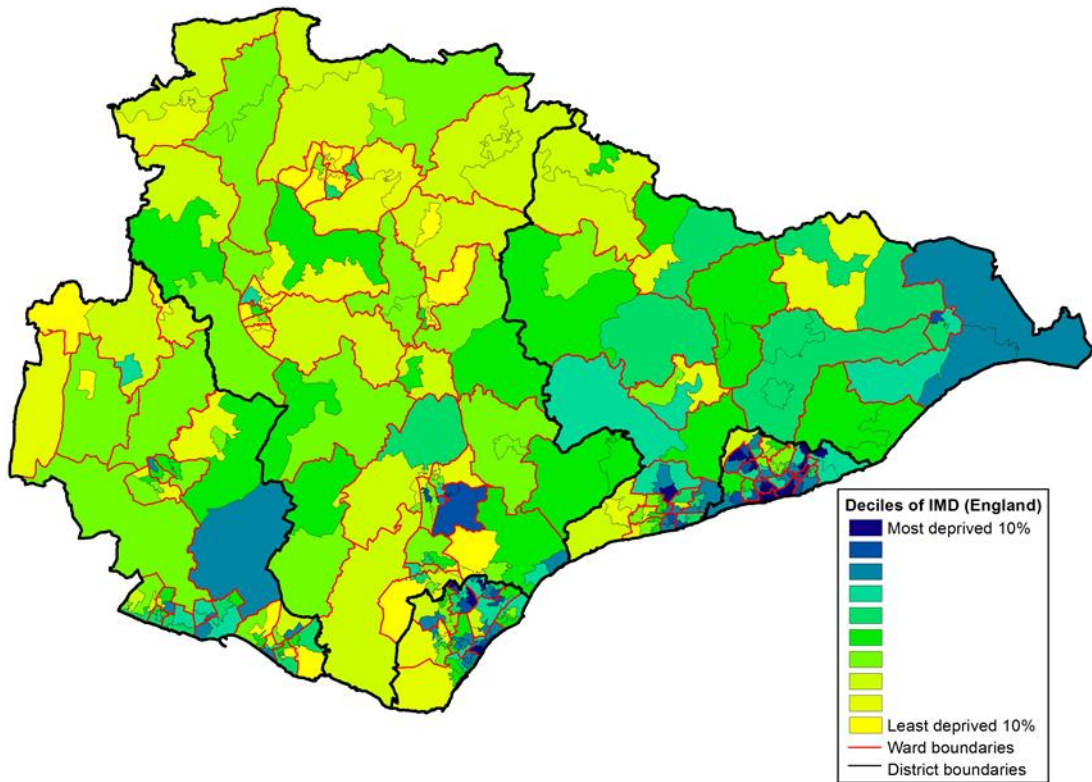 Deciles of IMD (England)
Most deprived 10%
Least deprived 10%
Ward boundaries
District boundaries